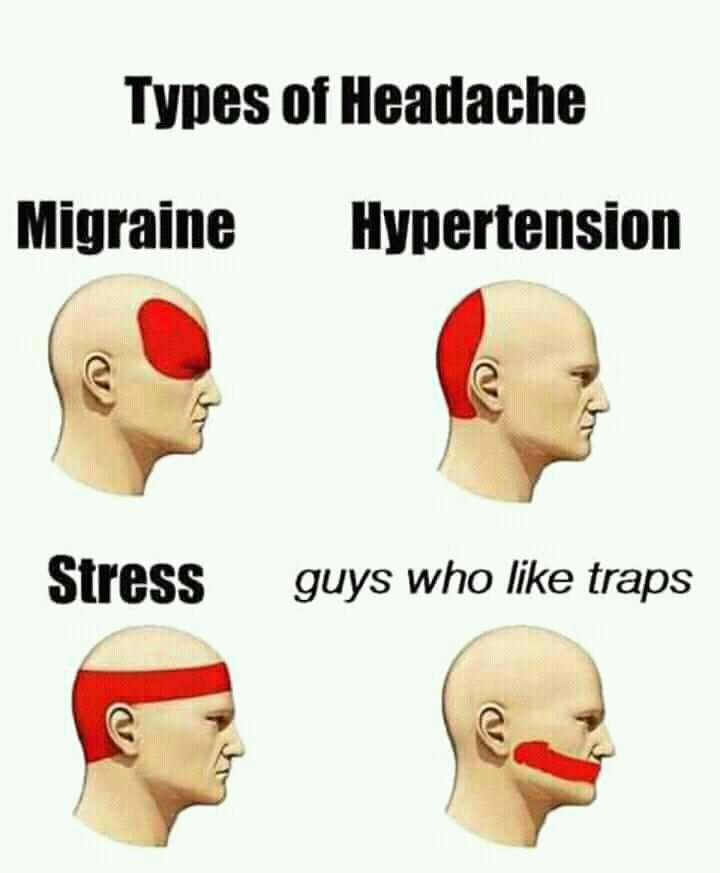 Types of Headache
Migraine
Hypertension
Stress
guys who like traps